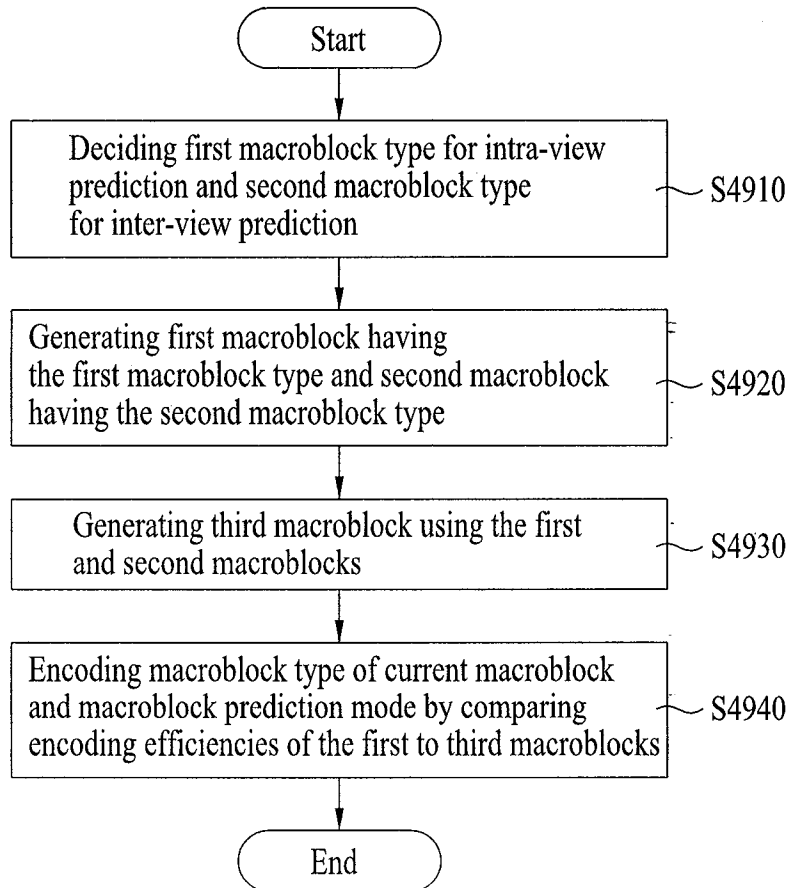 Start
Deciding first macroblock type for intra-view
prediction and second macroblock type
for inter-view prediction
S4910
Generating first macroblock having
the first macroblock type and second macroblock
having the second macroblock type
S4920
Generating third macroblock using the first
and second macroblocks
S4930
Encoding macroblock type of current macroblock
and macroblock prediction mode by comparing
encoding efficiencies of the first to third macroblocks
S4940
End